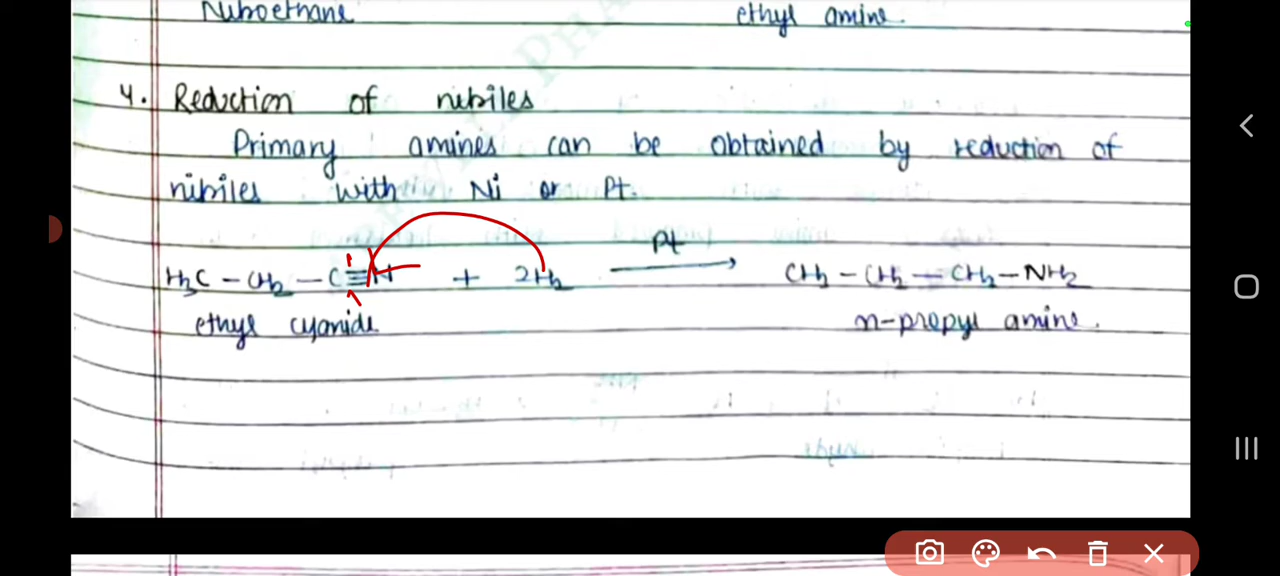 Nitroethane ethyl amine.
4. Reduction of nitriles
Primary amines can be obtained by reduction of
nitriles with Ni or Pt.
H₃C – CH₂ – C≡N + 2H₂ Pt → CH₃ – CH₂ – CH₂ – NH₂
ethyl cyanide n-propyl amine.